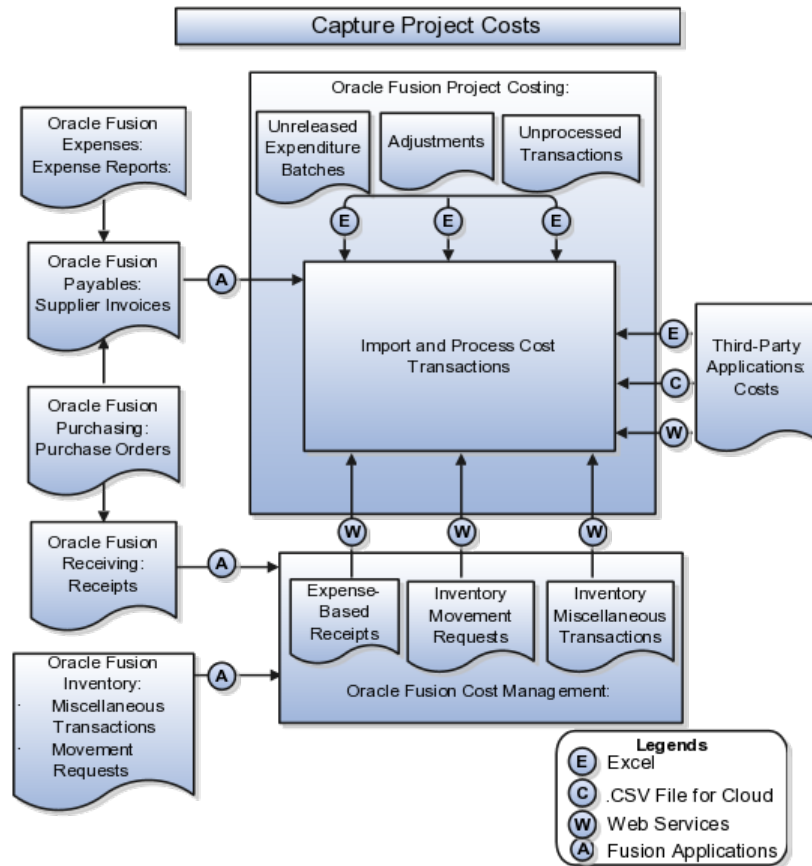 Capture Project Costs
Oracle Fusion Project Costing:
Oracle Fusion
Expenses:
Expense Reports:
Unreleased
Expenditure
Batches
Adjustments
Unprocessed
Transactions
E
E
E
Oracle Fusion
Payables:
Supplier Invoices
A
Import and Process Cost
Transactions
E
C
W
Third-Party
Applications:
Costs
Oracle Fusion
Purchasing:
Purchase Orders
W
W
W
Oracle Fusion
Receiving:
Receipts
A
Expense-
Based
Receipts
Inventory
Movement
Requests
Inventory
Miscellaneous
Transactions
Oracle Fusion Cost Management:
Oracle Fusion
Inventory:
· Miscellaneous
Transactions
· Movement
Requests
A
Legends
E Excel
C .CSV File for Cloud
W Web Services
A Fusion Applications